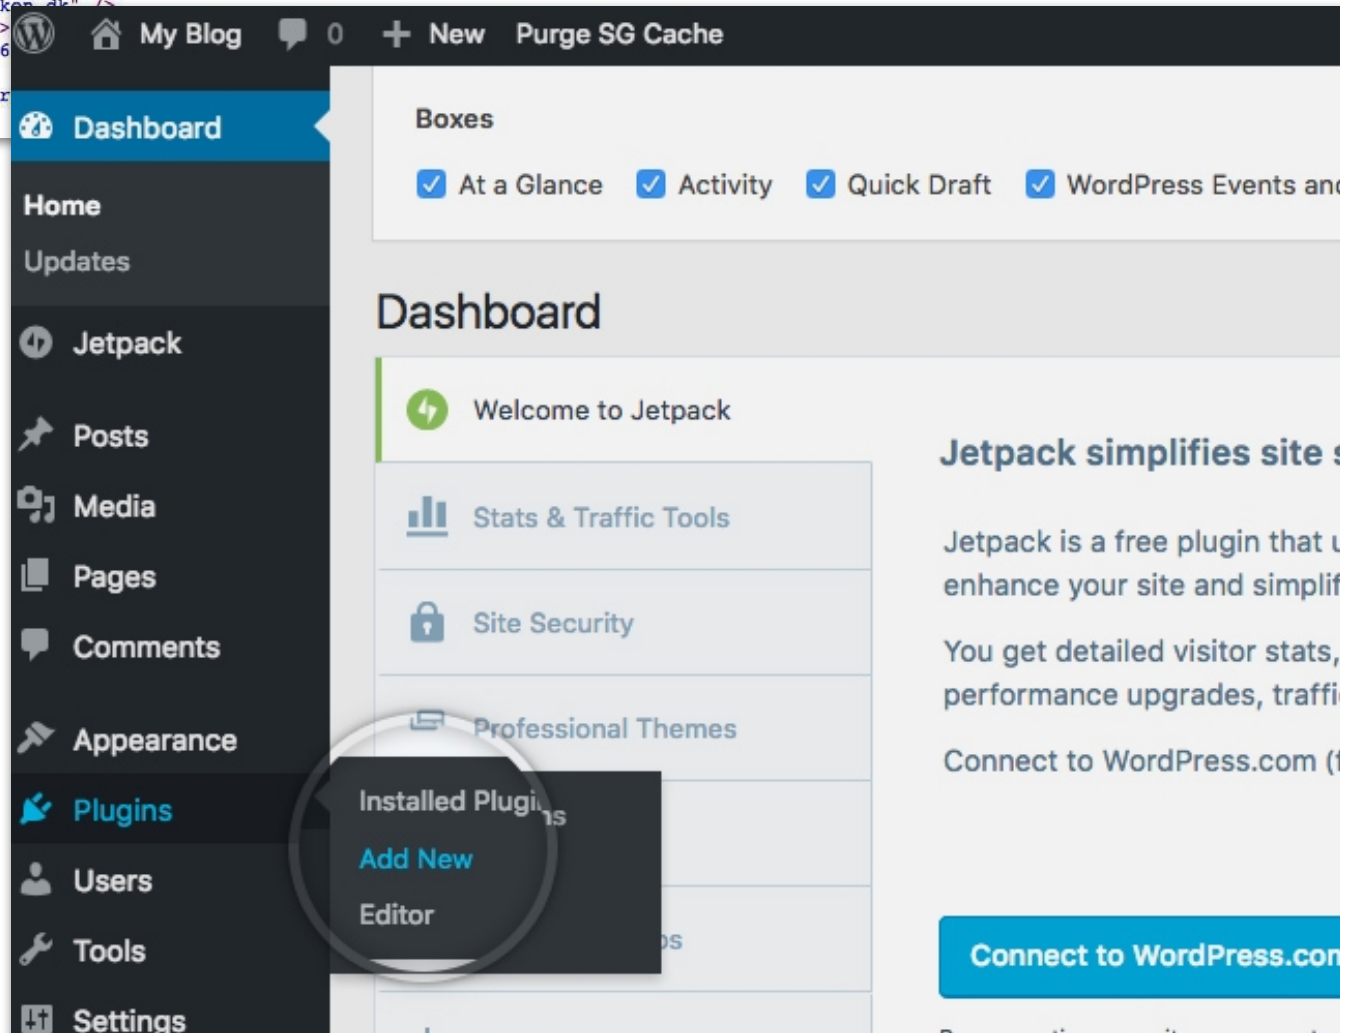 kon dk" />
>
6
r
My Blog 0 New Purge SG Cache
Dashboard
Home
Updates
Jetpack
Posts
Media
Pages
Comments
Appearance
Plugins
Users
Tools
Settings
Boxes
At a Glance Activity Quick Draft WordPress Events and
Dashboard
Welcome to Jetpack
Stats & Traffic Tools
Site Security
Professional Themes
Installed Plugins
Add New
Editor
Jetpack simplifies site
Jetpack is a free plugin that
enhance your site and simplif
You get detailed visitor stats,
performance upgrades, traffi
Connect to WordPress.com (f
Connect to WordPress.com